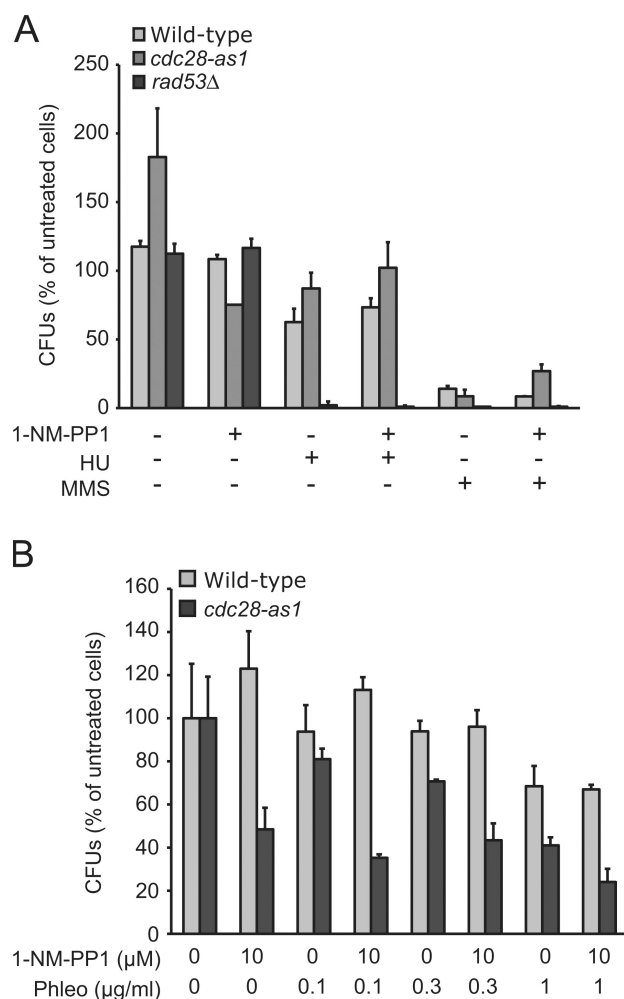 A
Wild-type
cdc28-as1
rad53Δ
CFUs (% of untreated cells)
250
200
150
100
50
0
1-NM-PP1 - + - + - +
HU - - + + - -
MMS - - - - + +
B
Wild-type
cdc28-as1
CFUs (% of untreated cells)
160
140
120
100
80
60
40
20
0
1-NM-PP1 (µM) 0 10 0 10 0 10 0 10
Phleo (µg/ml) 0 0 0.1 0.1 0.3 0.3 1 1